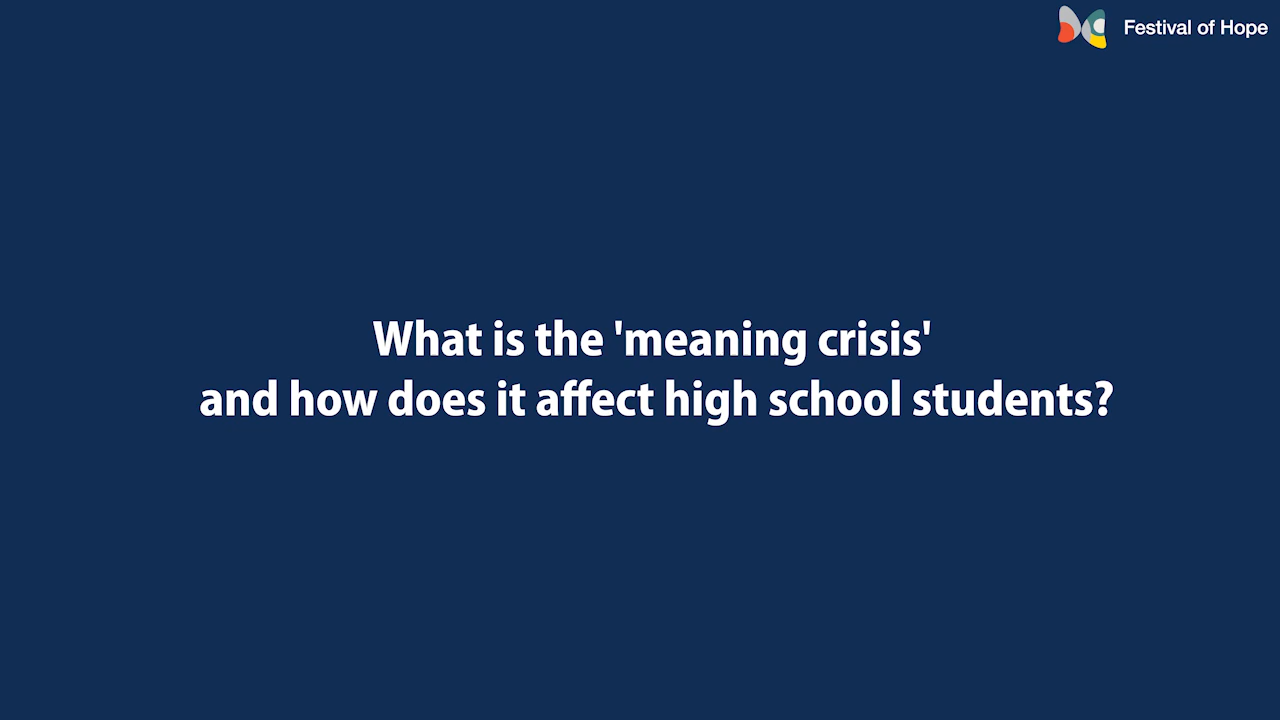 Festival of Hope
What is the 'meaning crisis'
and how does it affect high school students?